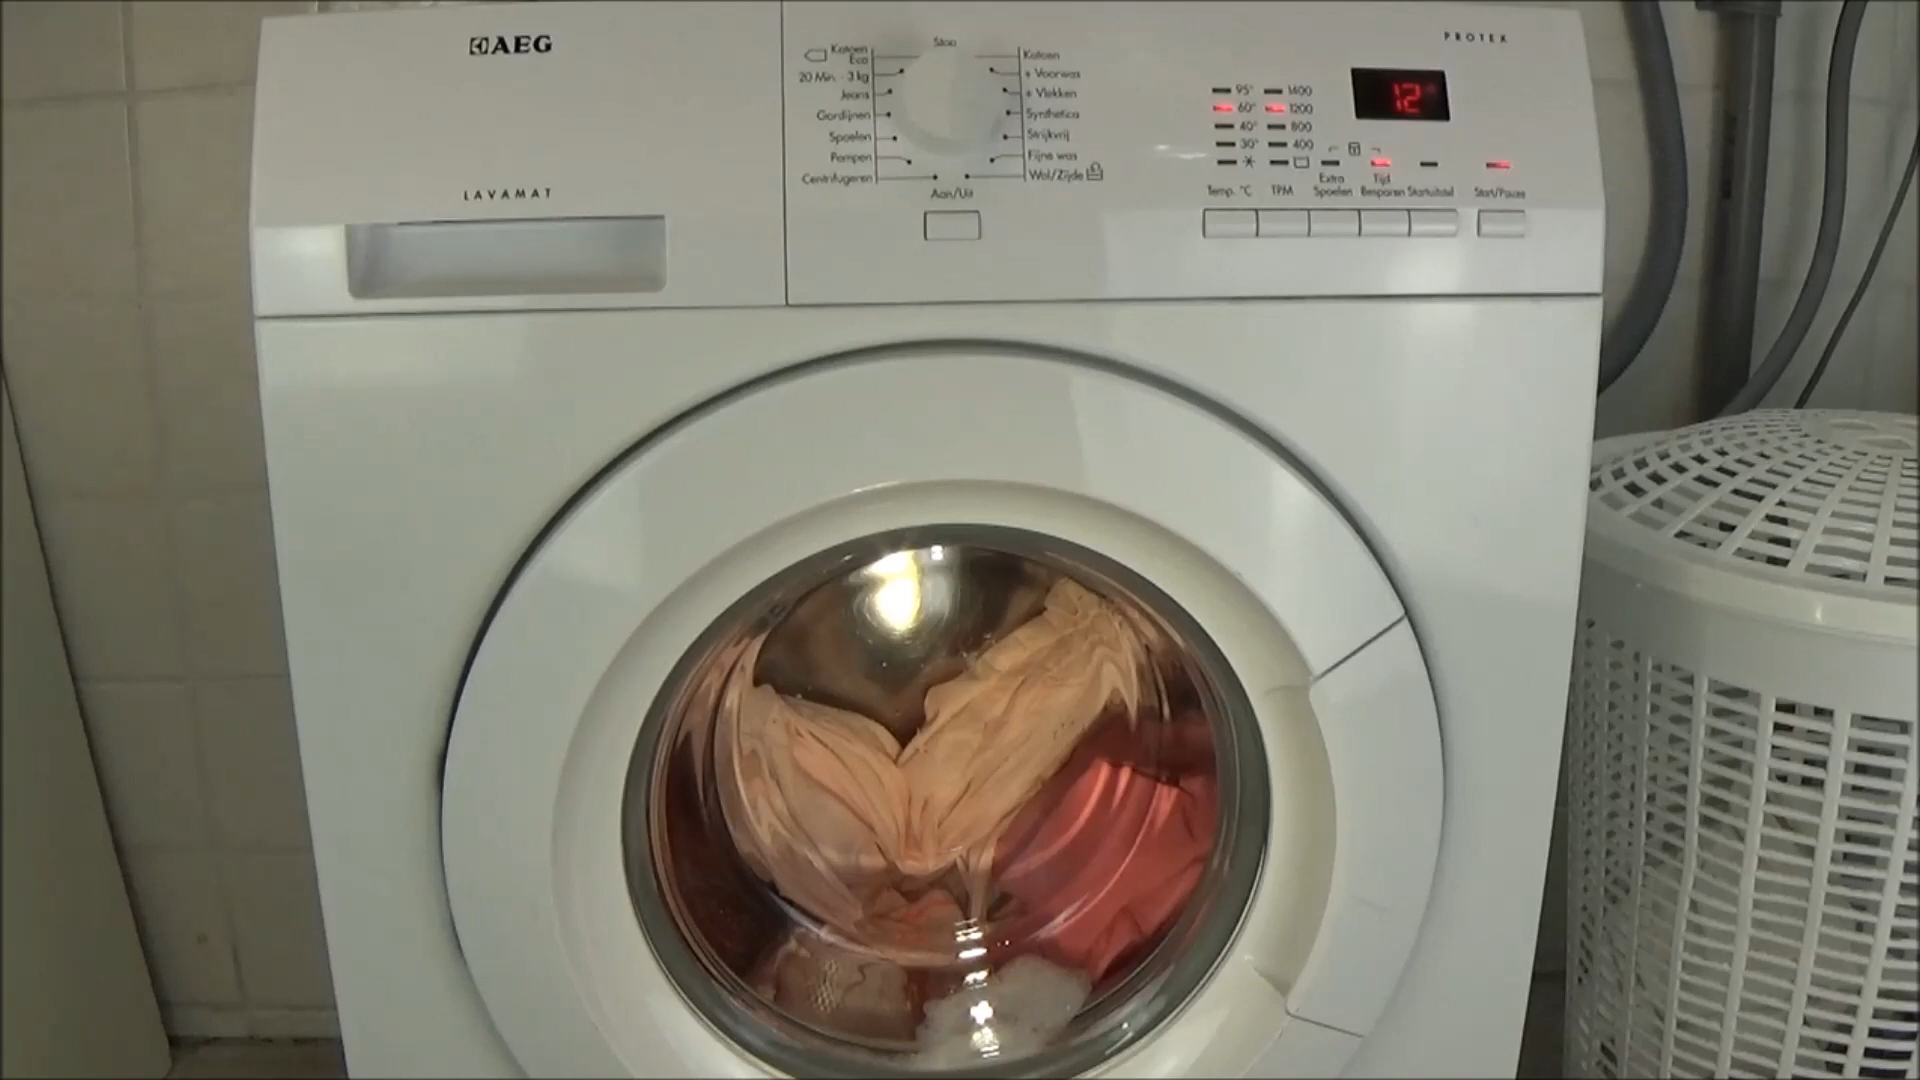 AEG
LAVAMAT
Stop
Katoen
Eco
20 Min. - 3 kg
Jeans
Gordijnen
Spoelen
Pompen
Centrifugeren
Katoen
+ Voorwas
+ Vlekken
Synthetica
Strijkvrij
Fijne was
Wol/Zijde
Aan/Uit
PROTEX
12
95° 1400
60° 1200
40° 800
30° 400
Temp. °C
TPM
Extra
Spoelen
Tijd
Besparen
Startuitstel
Start/Pauze